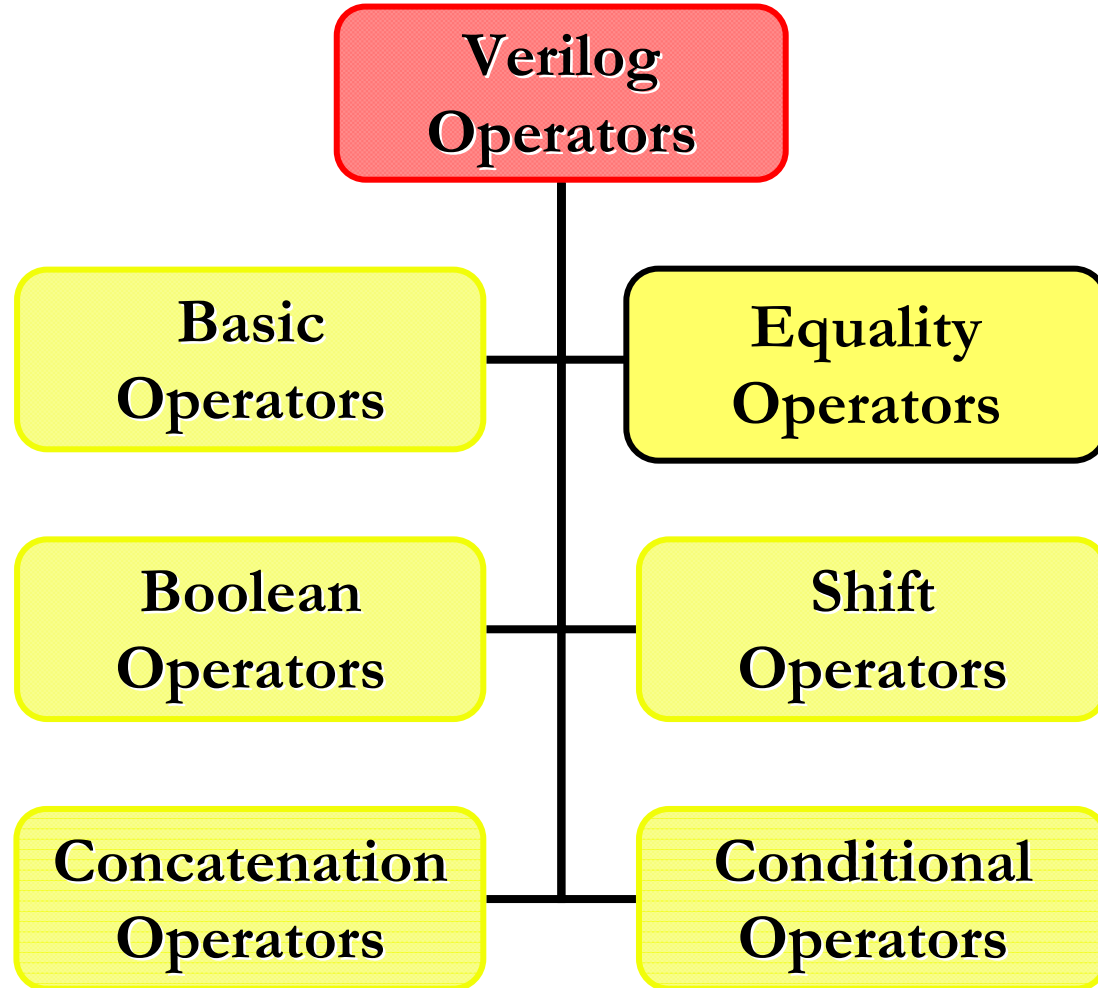 Verilog
Operators
Basic
Operators
Equality
Operators
Boolean
Operators
Shift
Operators
Concatenation
Operators
Conditional
Operators